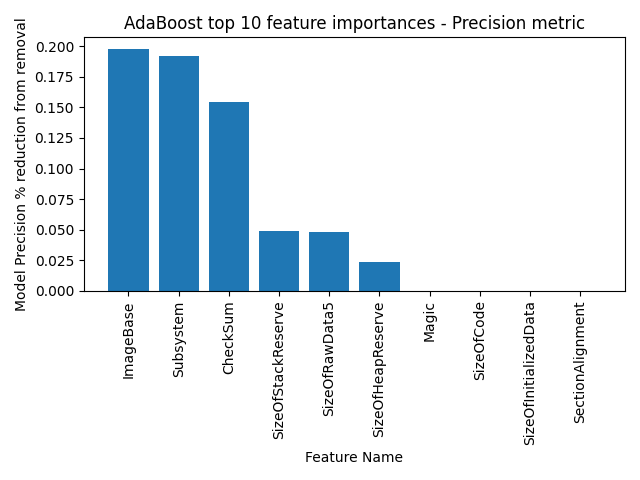 AdaBoost top 10 feature importances - Precision metric
Model Precision % reduction from removal
0.200
0.175
0.150
0.125
0.100
0.075
0.050
0.025
0.000
ImageBase
Subsystem
CheckSum
SizeOfStackReserve
SizeOfRawData5
SizeOfHeapReserve
Magic
SizeOfCode
SizeOfInitializedData
SectionAlignment
Feature Name